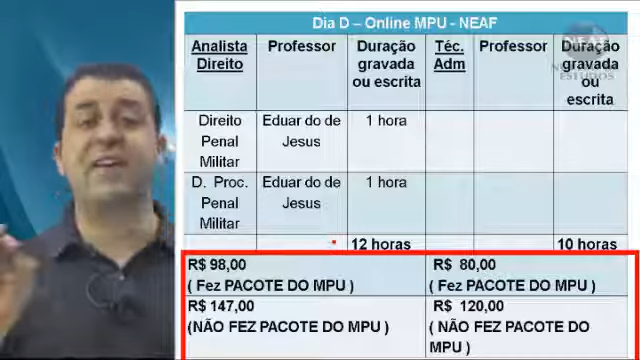 Dia D – Online MPU - NEAF
Analista Direito Professor Duração gravada ou escrita Téc. Adm Professor Duração gravada ou escrita
Direito Penal Militar Eduar do de Jesus 1 hora
D. Proc. Penal Militar Eduar do de Jesus 1 hora
12 horas 10 horas
R$ 98,00 R$ 80,00
( Fez PACOTE DO MPU ) ( Fez PACOTE DO MPU )
R$ 147,00 R$ 120,00
(NÃO FEZ PACOTE DO MPU ) ( NÃO FEZ PACOTE DO
MPU )
NEAF